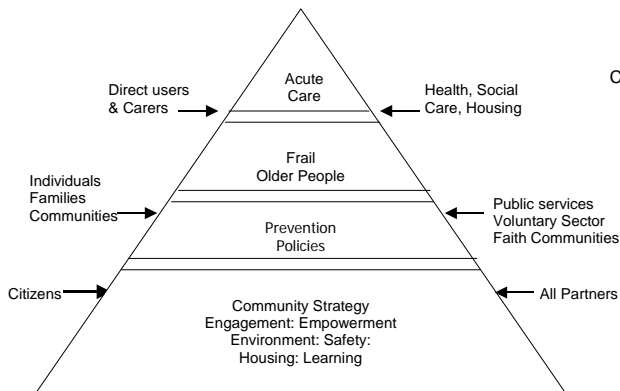 Acute
Care
Direct users
& Carers
Health, Social
Care, Housing
C
Frail
Older People
Individuals
Families
Communities
Public services
Voluntary Sector
Faith Communities
Prevention
Policies
Citizens
All Partners
Community Strategy
Engagement: Empowerment
Environment: Safety:
Housing: Learning